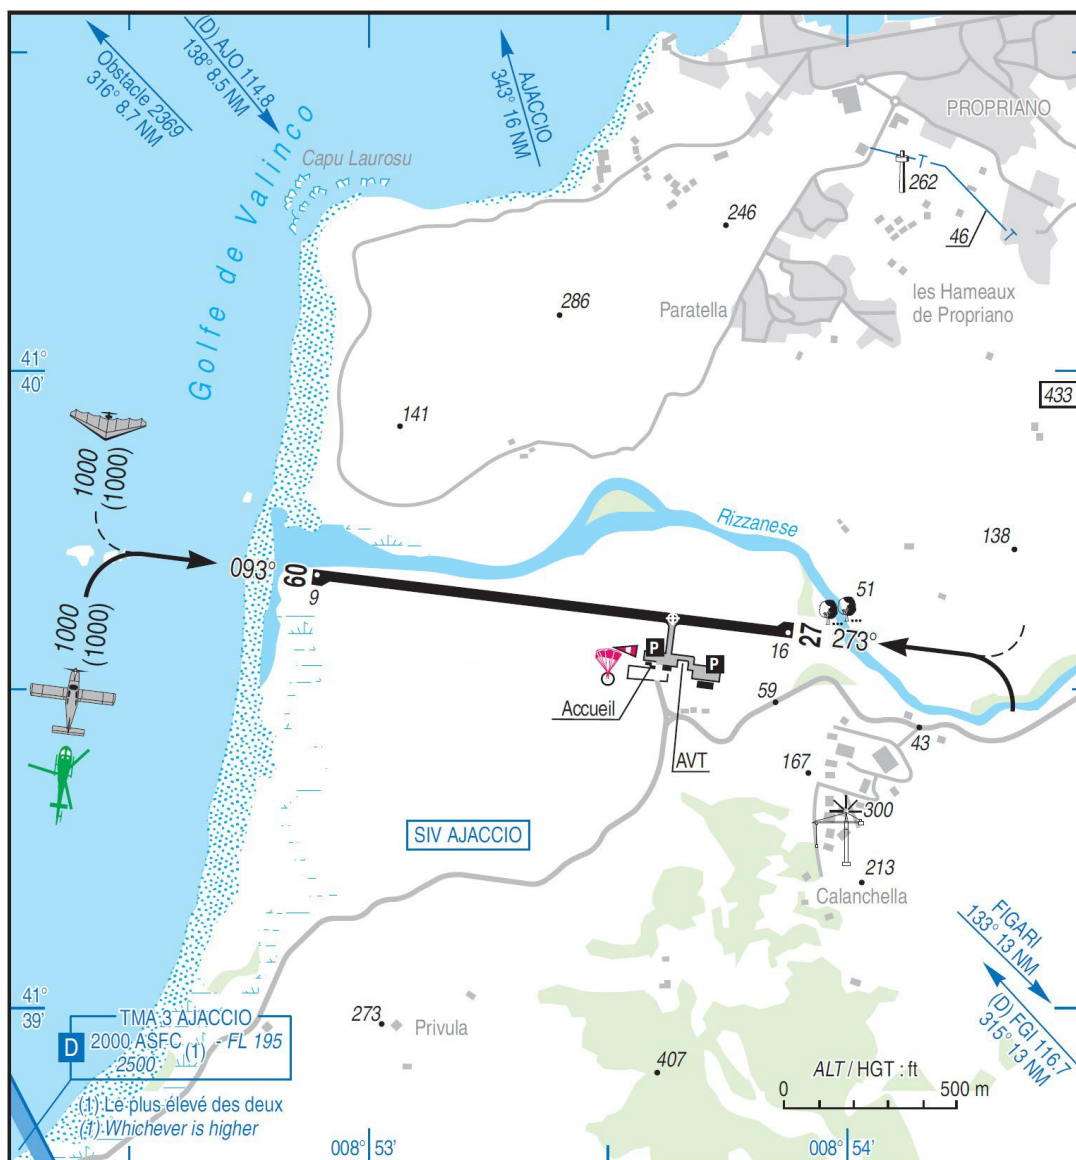 (D) AJO 114.8
138° 8.5 NM
Obstacle 2369
316° 8.7 NM
AJACCIO
343° 16 NM
PROPRIANO
Capu Laurosu
T
262
46
T
246
Golfe de Valinco
286
Paratella
les Hameaux
de Propriano
41°
40'
433
141
1000
(1000)
Rizzanese
138
093°
09
9
51
27
273°
16
1000
(1000)
P
P
Accueil
59
43
AVT
167
300
SIV AJACCIO
213
Calanchella
FIGARI
133° 13 NM
(D) FGI 116.7
315° 13 NM
41°
39'
TMA 3 AJACCIO
D
2000 ASFC (1) - FL 195
2500
(1) Le plus élevé des deux
(1) Whichever is higher
273
Privula
407
ALT / HGT : ft
0 500 m
008° 53'
008° 54'